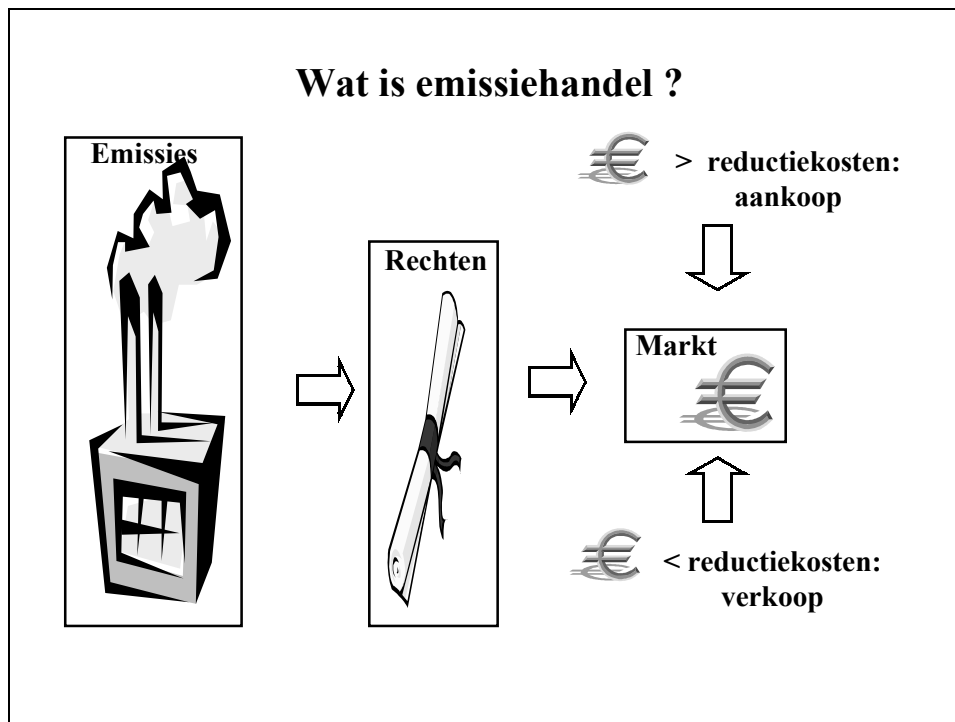 Wat is emissiehandel ?
Emissies
€ > reductiekosten:
aankoop
Rechten
Markt
€
€ < reductiekosten:
verkoop